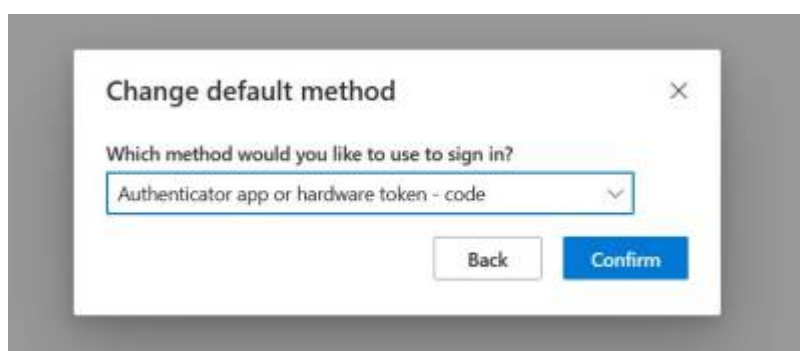 Change default method
Which method would you like to use to sign in?
Authenticator app or hardware token - code
Back
Confirm